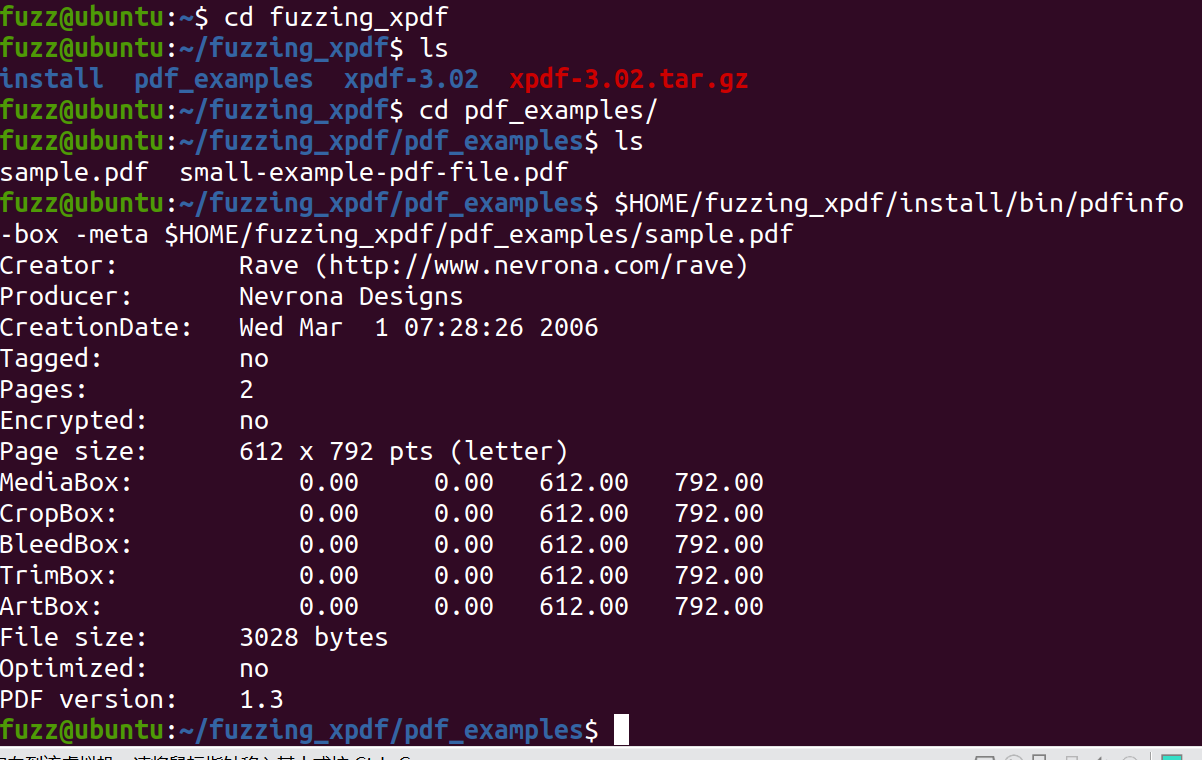 fuzz@ubuntu:~$ cd fuzzing_xpdf
fuzz@ubuntu:~/fuzzing_xpdf$ ls
install  pdf_examples  xpdf-3.02  xpdf-3.02.tar.gz
fuzz@ubuntu:~/fuzzing_xpdf$ cd pdf_examples/
fuzz@ubuntu:~/fuzzing_xpdf/pdf_examples$ ls
sample.pdf  small-example-pdf-file.pdf
fuzz@ubuntu:~/fuzzing_xpdf/pdf_examples$ $HOME/fuzzing_xpdf/install/bin/pdfinfo
-box -meta $HOME/fuzzing_xpdf/pdf_examples/sample.pdf
Creator:        Rave (http://www.nevrona.com/rave)
Producer:       Nevrona Designs
CreationDate:   Wed Mar  1 07:28:26 2006
Tagged:         no
Pages:          2
Encrypted:      no
Page size:      612 x 792 pts (letter)
MediaBox:           0.00     0.00   612.00   792.00
CropBox:            0.00     0.00   612.00   792.00
BleedBox:           0.00     0.00   612.00   792.00
TrimBox:            0.00     0.00   612.00   792.00
ArtBox:             0.00     0.00   612.00   792.00
File size:      3028 bytes
Optimized:      no
PDF version:    1.3
fuzz@ubuntu:~/fuzzing_xpdf/pdf_examples$